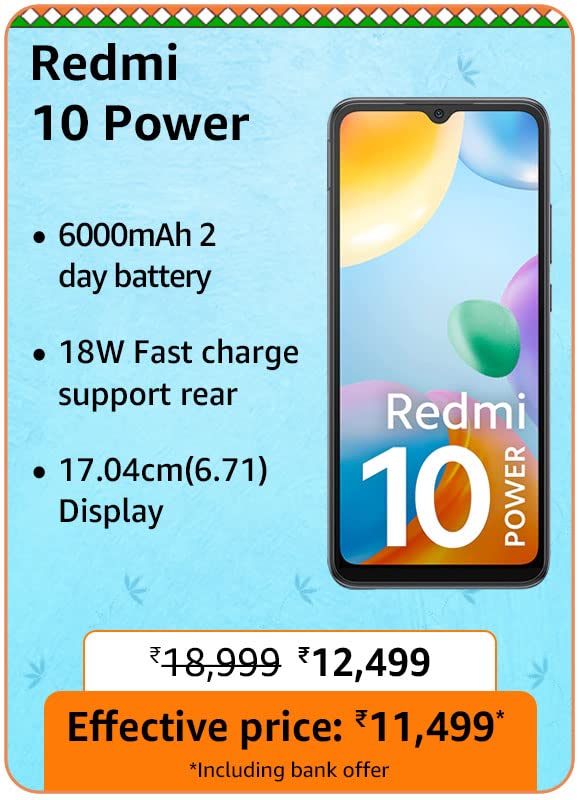 Redmi
10 Power
• 6000mAh 2
day battery
• 18W Fast charge
support rear
• 17.04cm(6.71)
Display
Redmi
10
POWER
₹18,999 ₹12,499
Effective price: ₹11,499*
*Including bank offer